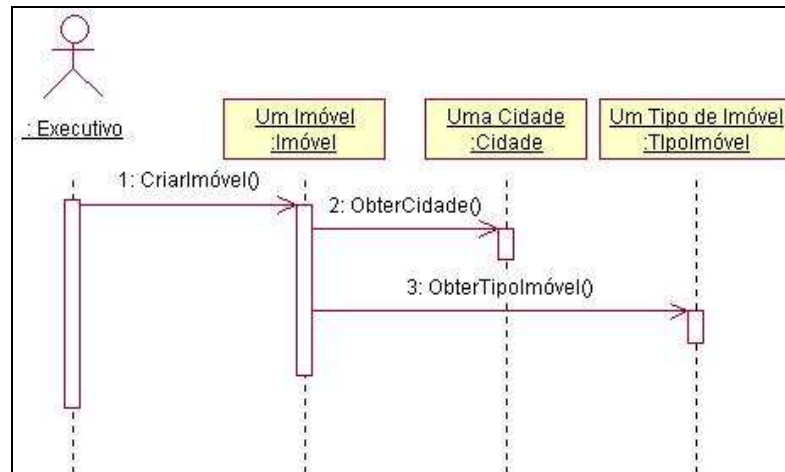 : Executivo
Um Imóvel
:Imóvel
Uma Cidade
:Cidade
Um Tipo de Imóvel
:TIpoImóvel
1: CriarImóvel()
2: ObterCidade()
3: ObterTipoImóvel()